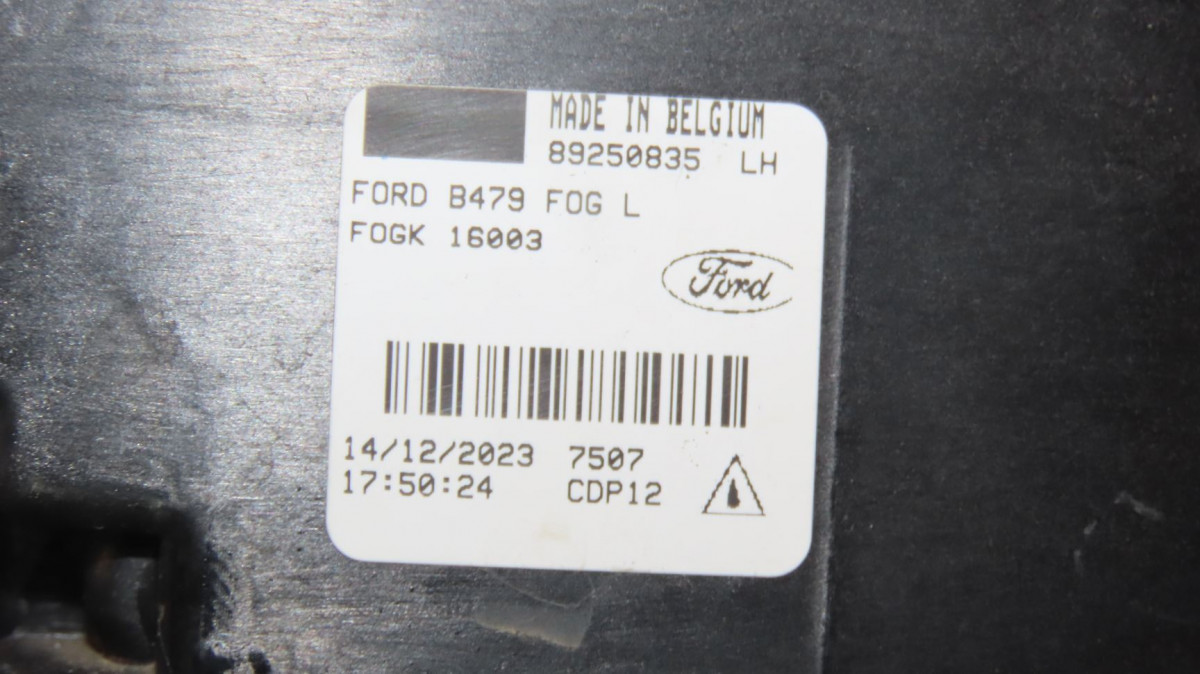 MADE IN BELGIUM
89250835 LH
FORD B479 FOG L
FOGK 16003
Ford
14/12/2023 7507
17:50:24 CDP12